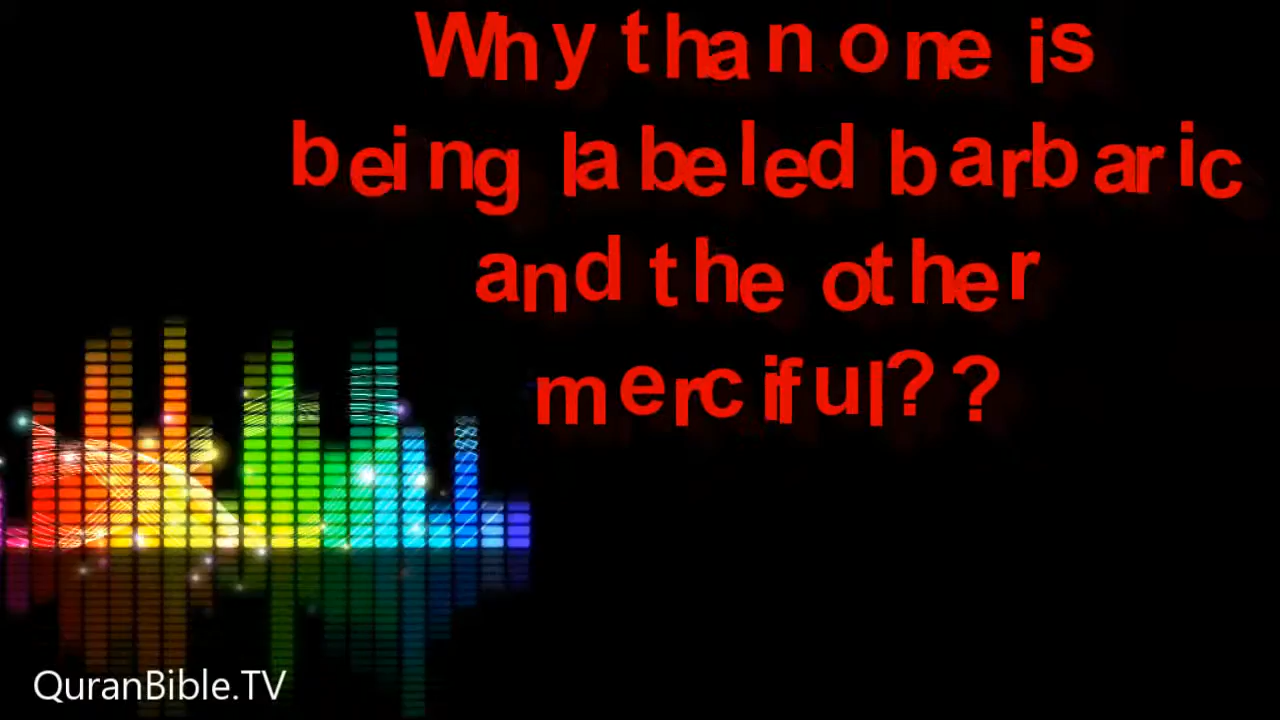 Why than one is
being labeled barbaric
and the other
merciful??
QuranBible.TV